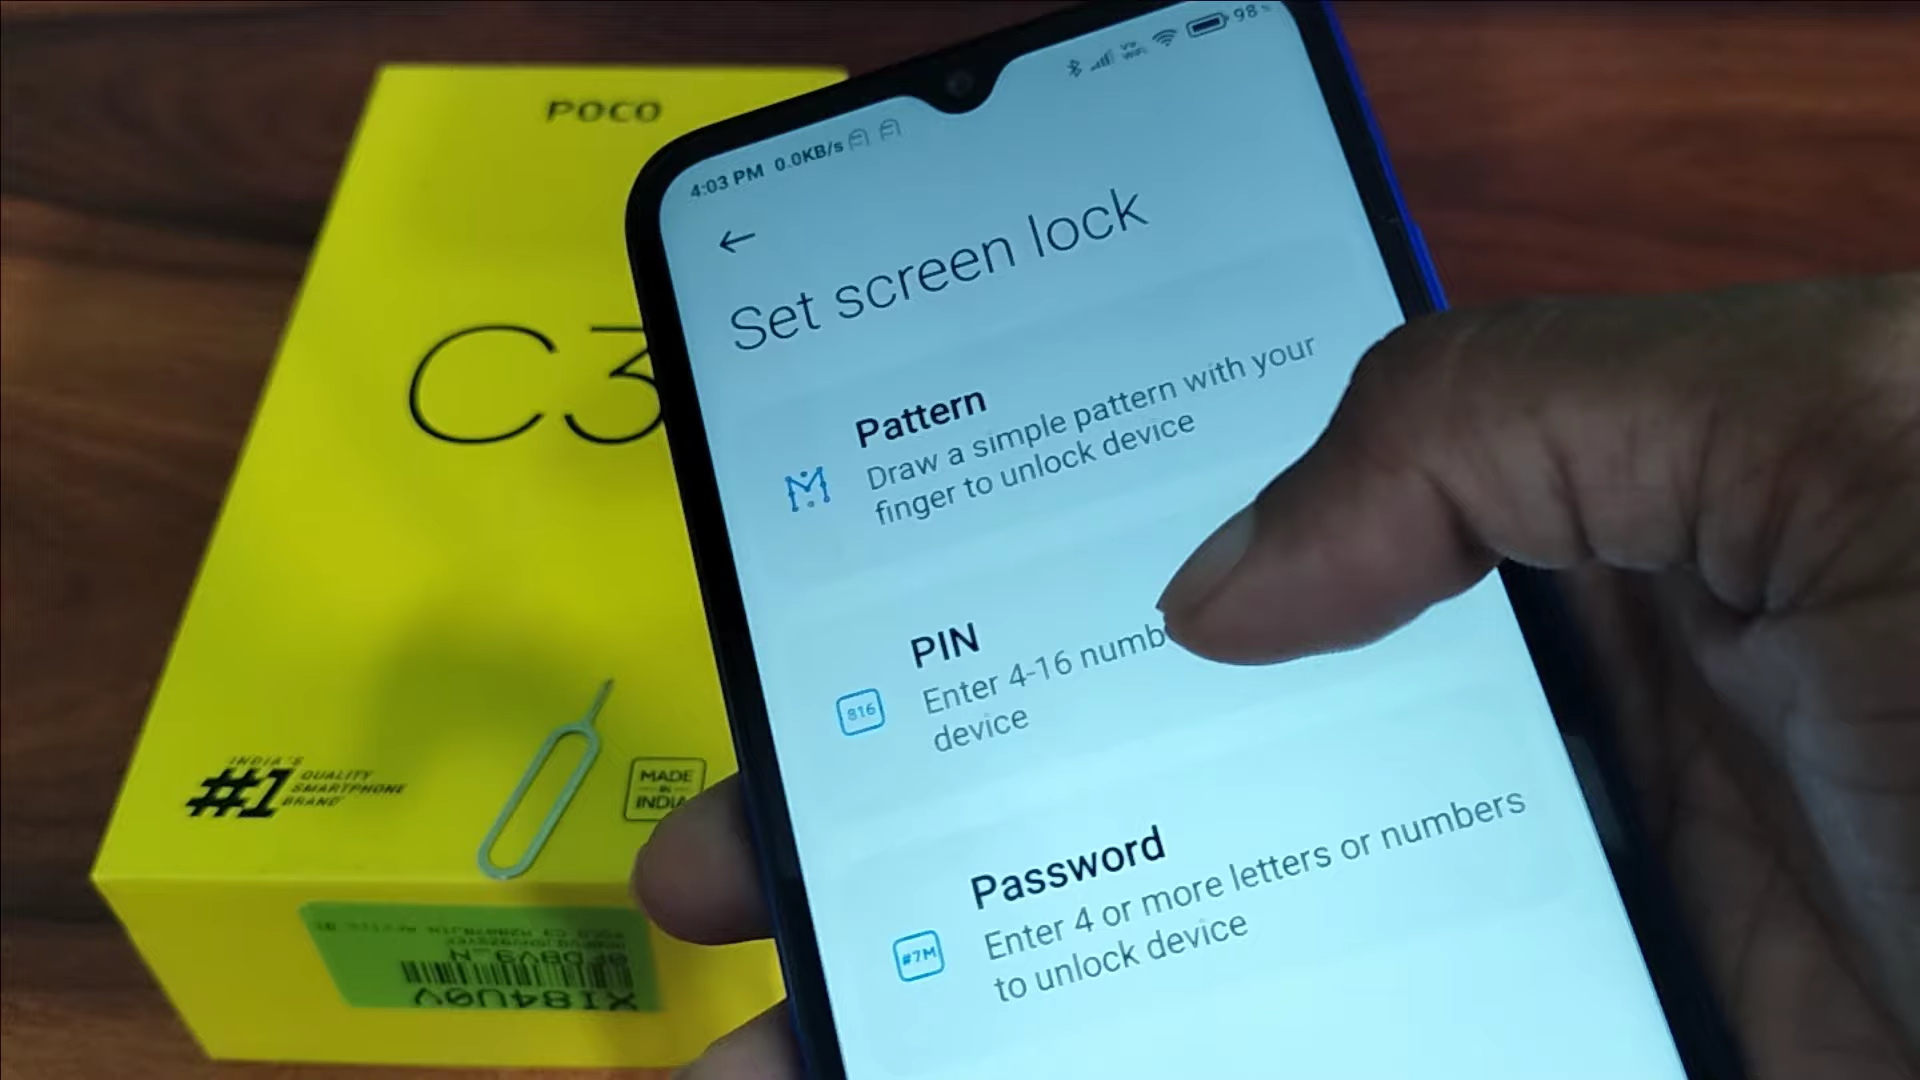 POCO
C3
INDIA'S
#1 QUALITY
SMARTPHONE
BRAND
MADE
IN
INDIA
XI84U0V
4:03 PM 0.0KB/s
98
Set screen lock
Pattern
Draw a simple pattern with your
finger to unlock device
PIN
816
Enter 4-16 numb
device
Password
#7M
Enter 4 or more letters or numbers
to unlock device